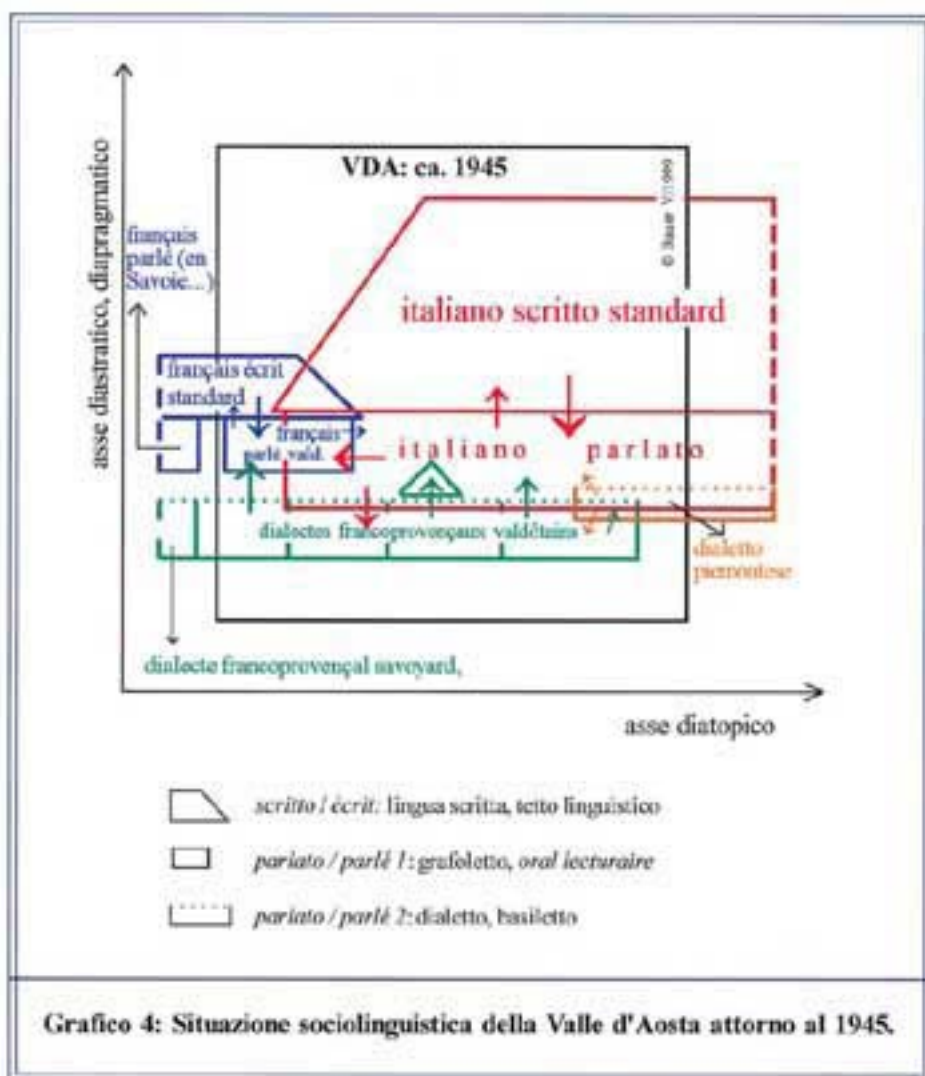 asse diastratico, diapragmatico
VDA: ca. 1945
français
parlé (en
Savoie...)
italiano scritto standard
français écrit
standard
français
parlé vald.
italiano parlato
dialectes francoprovençaux valdôtains
dialetto
piemontese
dialecte francoprovençal savoyard,
asse diatopico
scritto / écrit: lingua scritta, tetto linguistico
parlato / parlé 1: grafoletto, oral lecturaire
parlato / parlé 2: dialetto, basiletto
Grafico 4: Situazione sociolinguistica della Valle d'Aosta attorno al 1945.